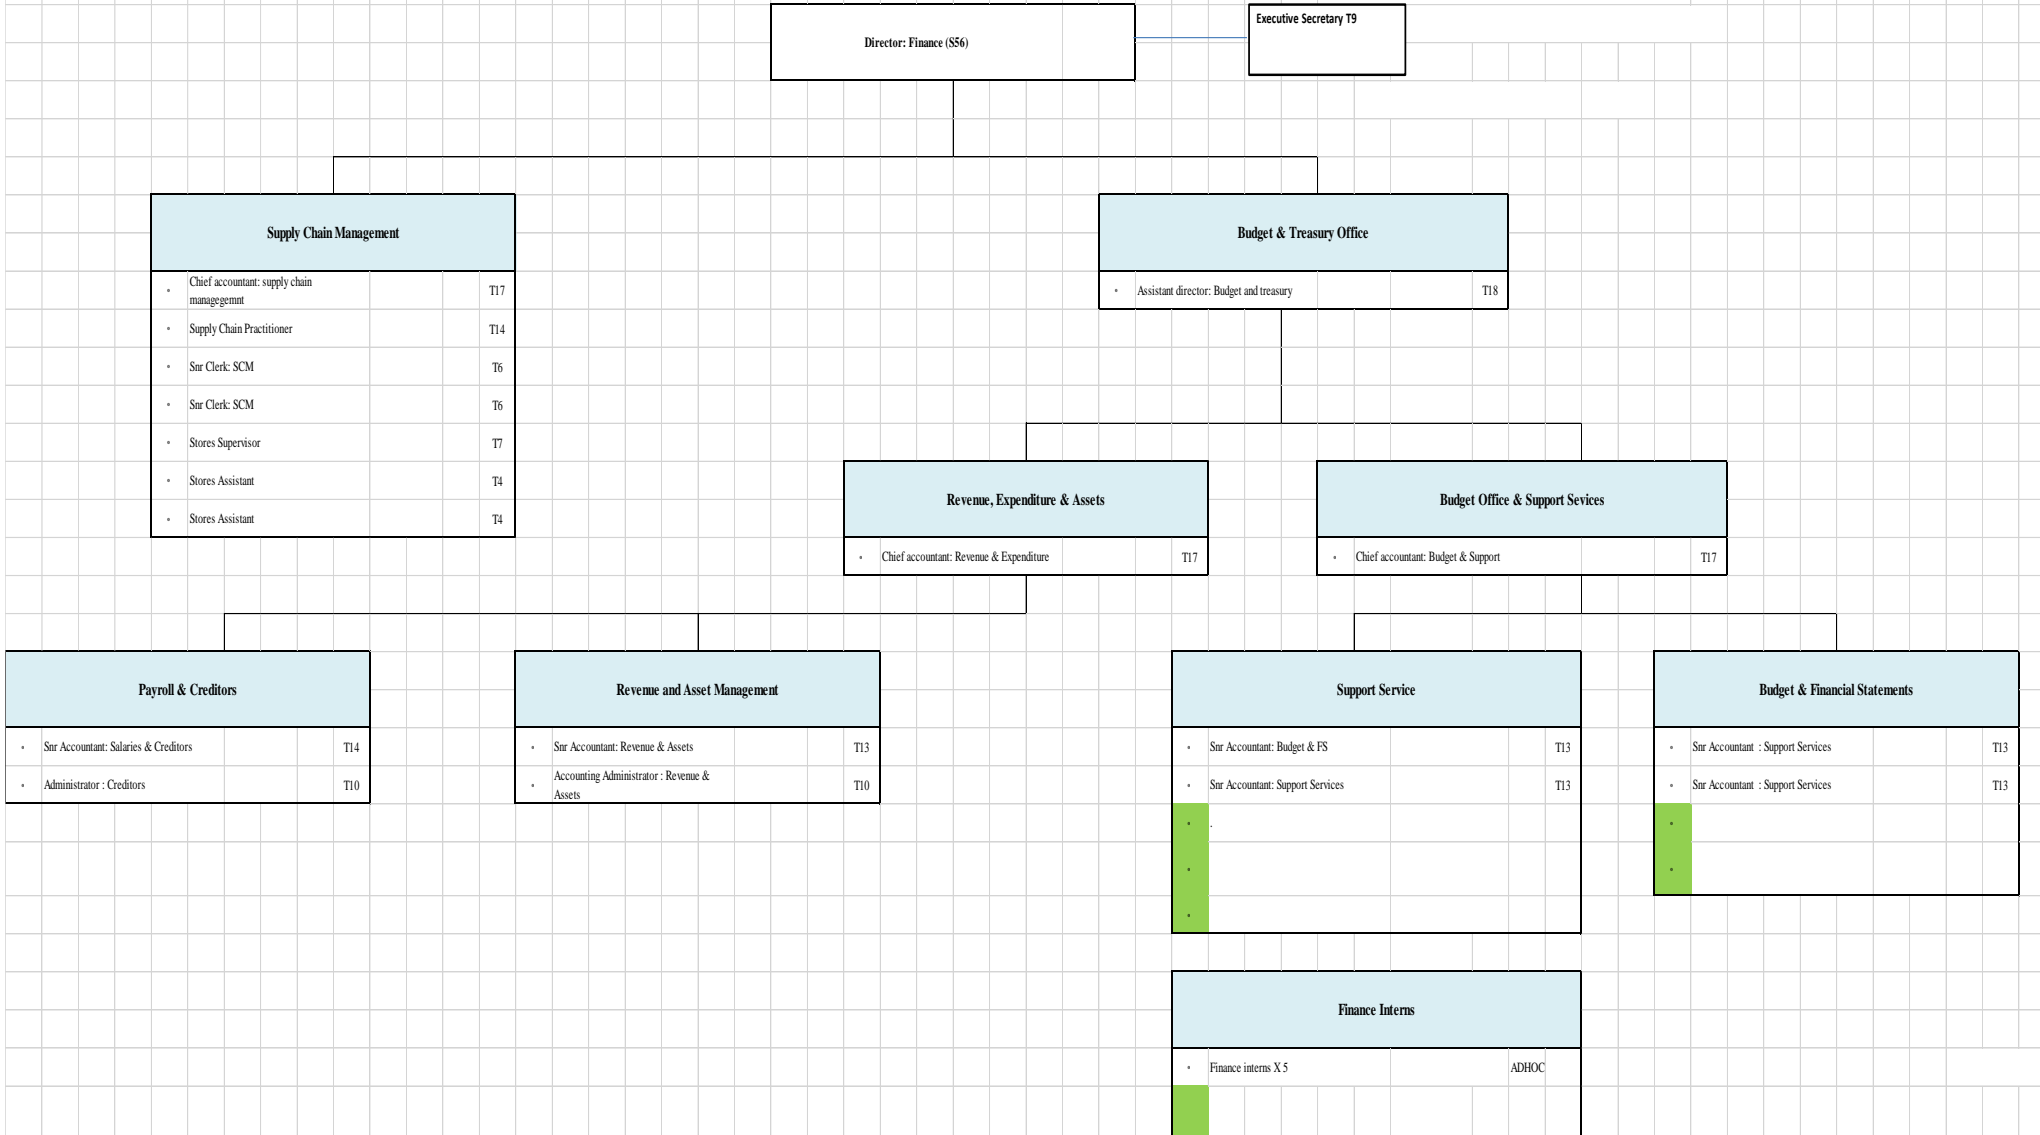 Director: Finance (S56)
Executive Secretary T9
Supply Chain Management
Chief accountant: supply chain
managegemnt
T17
Supply Chain Practitioner T14
Snr Clerk: SCM T6
Snr Clerk: SCM T6
Stores Supervisor T7
Stores Assistant T4
Stores Assistant T4
Budget & Treasury Office
Assistant director: Budget and treasury T18
Revenue, Expenditure & Assets
Chief accountant: Revenue & Expenditure T17
Budget Office & Support Sevices
Chief accountant: Budget & Support T17
Payroll & Creditors
Snr Accountant: Salaries & Creditors T14
Administrator : Creditors T10
Revenue and Asset Management
Snr Accountant: Revenue & Assets T13
Accounting Administrator : Revenue &
Assets
T10
Support Service
Snr Accountant: Budget & FS T13
Snr Accountant: Support Services T13
.
Budget & Financial Statements
Snr Accountant : Support Services T13
Snr Accountant : Support Services T13
Finance Interns
Finance interns X 5 ADHOC